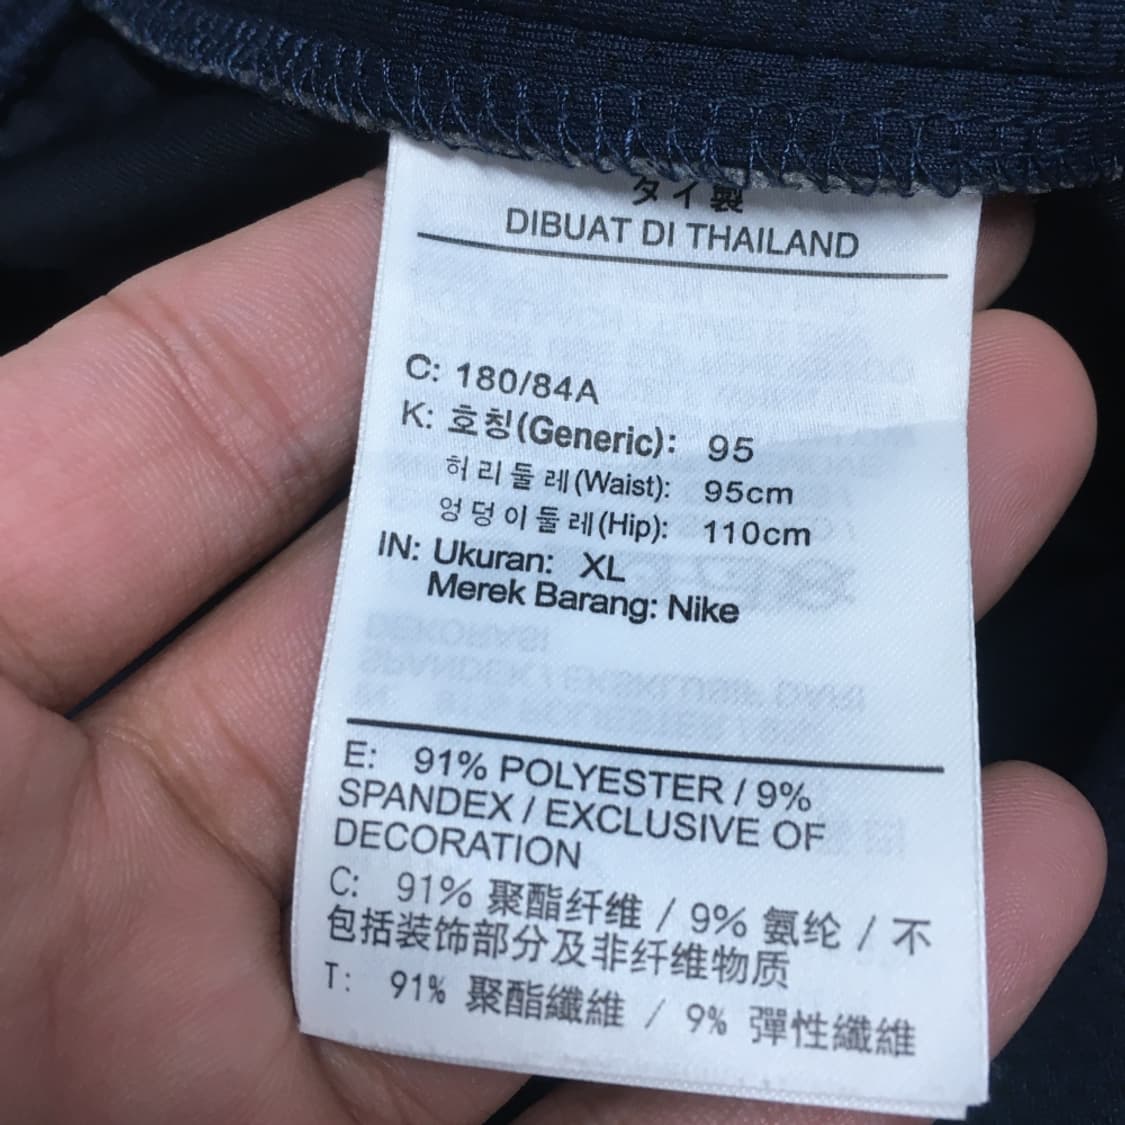 タイ製
DIBUAT DI THAILAND
C: 180/84A
K: 호칭(Generic): 95
허리둘레(Waist): 95cm
엉덩이둘레(Hip): 110cm
IN: Ukuran: XL
Merek Barang: Nike
E: 91% POLYESTER / 9%
SPANDEX / EXCLUSIVE OF
DECORATION
C: 91% 聚酯纤维 / 9% 氨纶 / 不
包括装饰部分及非纤维物质
T: 91% 聚酯纖維 / 9% 彈性纖維